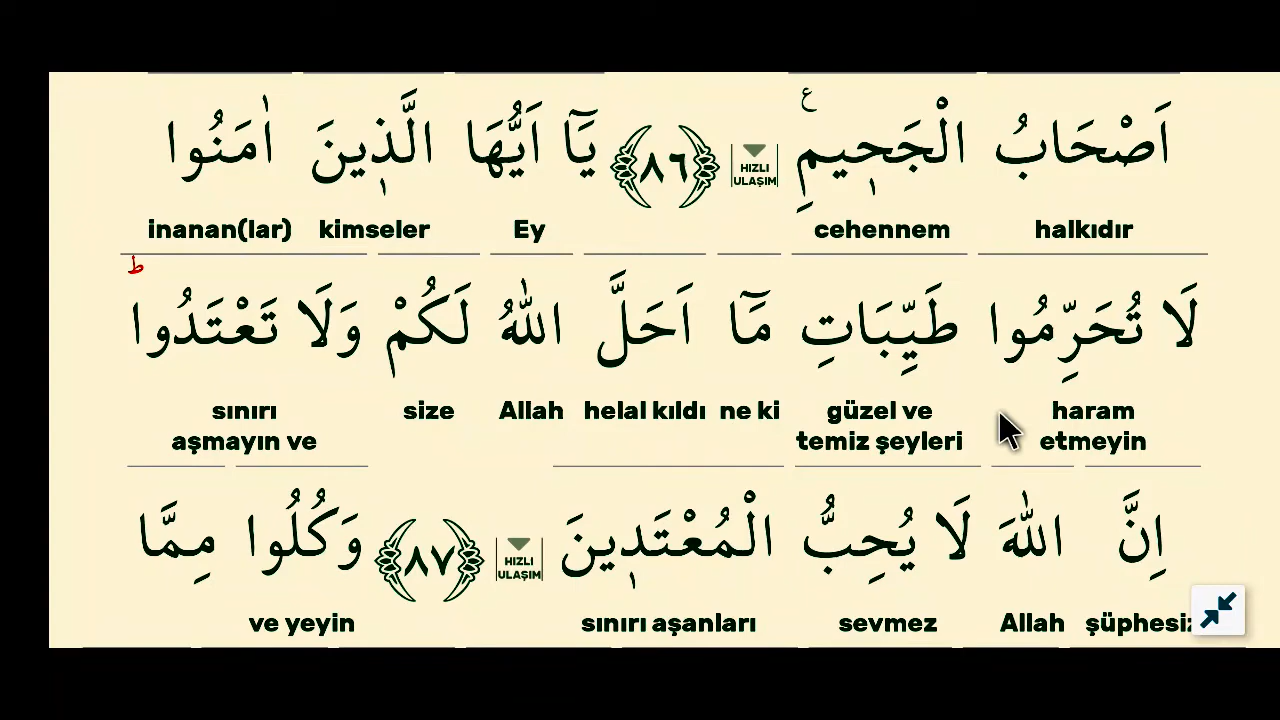 اَصْحَابُ الْجَح۪يمِ ع HIZLI ULAŞIM ﴿٨٦﴾ يَٓا اَيُّهَا الَّذ۪ينَ اٰمَنُوا
halkıdır cehennem Ey kimseler inanan(lar)
لَا تُحَرِّمُوا طَيِّبَاتِ مَٓا اَحَلَّ اللّٰهُ لَكُمْ وَلَا تَعْتَدُواۜ
haram etmeyin güzel ve temiz şeyleri ne ki helal kıldı Allah size sınırı aşmayın ve
اِنَّ اللّٰهَ لَا يُحِبُّ الْمُعْتَد۪ينَ HIZLI ULAŞIM ﴿٨٧﴾ وَكُلُوا مِمَّا
şüphesiz Allah sevmez sınırı aşanları ve yeyin